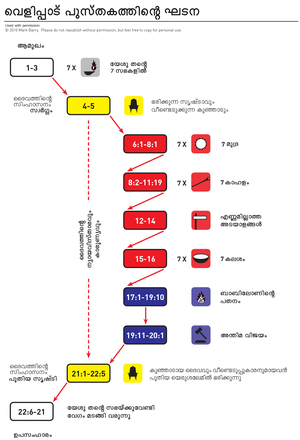 വെളിപ്പാട് പുസ്തകത്തിന്റെ ഘടന
Used with permission
© 2010 Mark Barry. Please do not republish without permission, but feel free to copy for personal use.
ആമുഖം
1-3
7 X
യേശു തന്റെ
7 സഭകളിൽ
ദൈവത്തിന്റെ
സിംഹാസനം
സ്വർഗ്ഗം
4-5
ഭരിക്കുന്ന സൃഷ്ടാവും
വീണ്ടെടുക്കുന്ന കുഞ്ഞാടും
6:1-8:1
7 X
7 മുദ്ര
8:2-11:19
7 X
7 കാഹളം
12-14
എണ്ണമില്ലാത്ത
അടയാളങ്ങൾ
ദൈവത്തിന്റെ
ന്യായവിസ്താരവും
കാരുണ്യവും
15-16
7 X
7 കലശം
17:1-19:10
ബാബിലോണിന്റെ
പതനം
19:11-20:1
അന്തിമ വിജയം
ദൈവത്തിന്റെ
സിംഹാസനം
പുതിയ സൃഷ്ടി
21:1-22:5
കുഞ്ഞാടായ ദൈവവും വീണ്ടെടുപ്പുകാരനുമായവൻ
പുതിയ യെരുശലേമിൽ ഭരിക്കുന്നു
22:6-21
യേശു തന്റെ സഭയ്ക്കുവേണ്ടി
വേഗം മടങ്ങി വരുന്നു
ഉപസംഹാരം